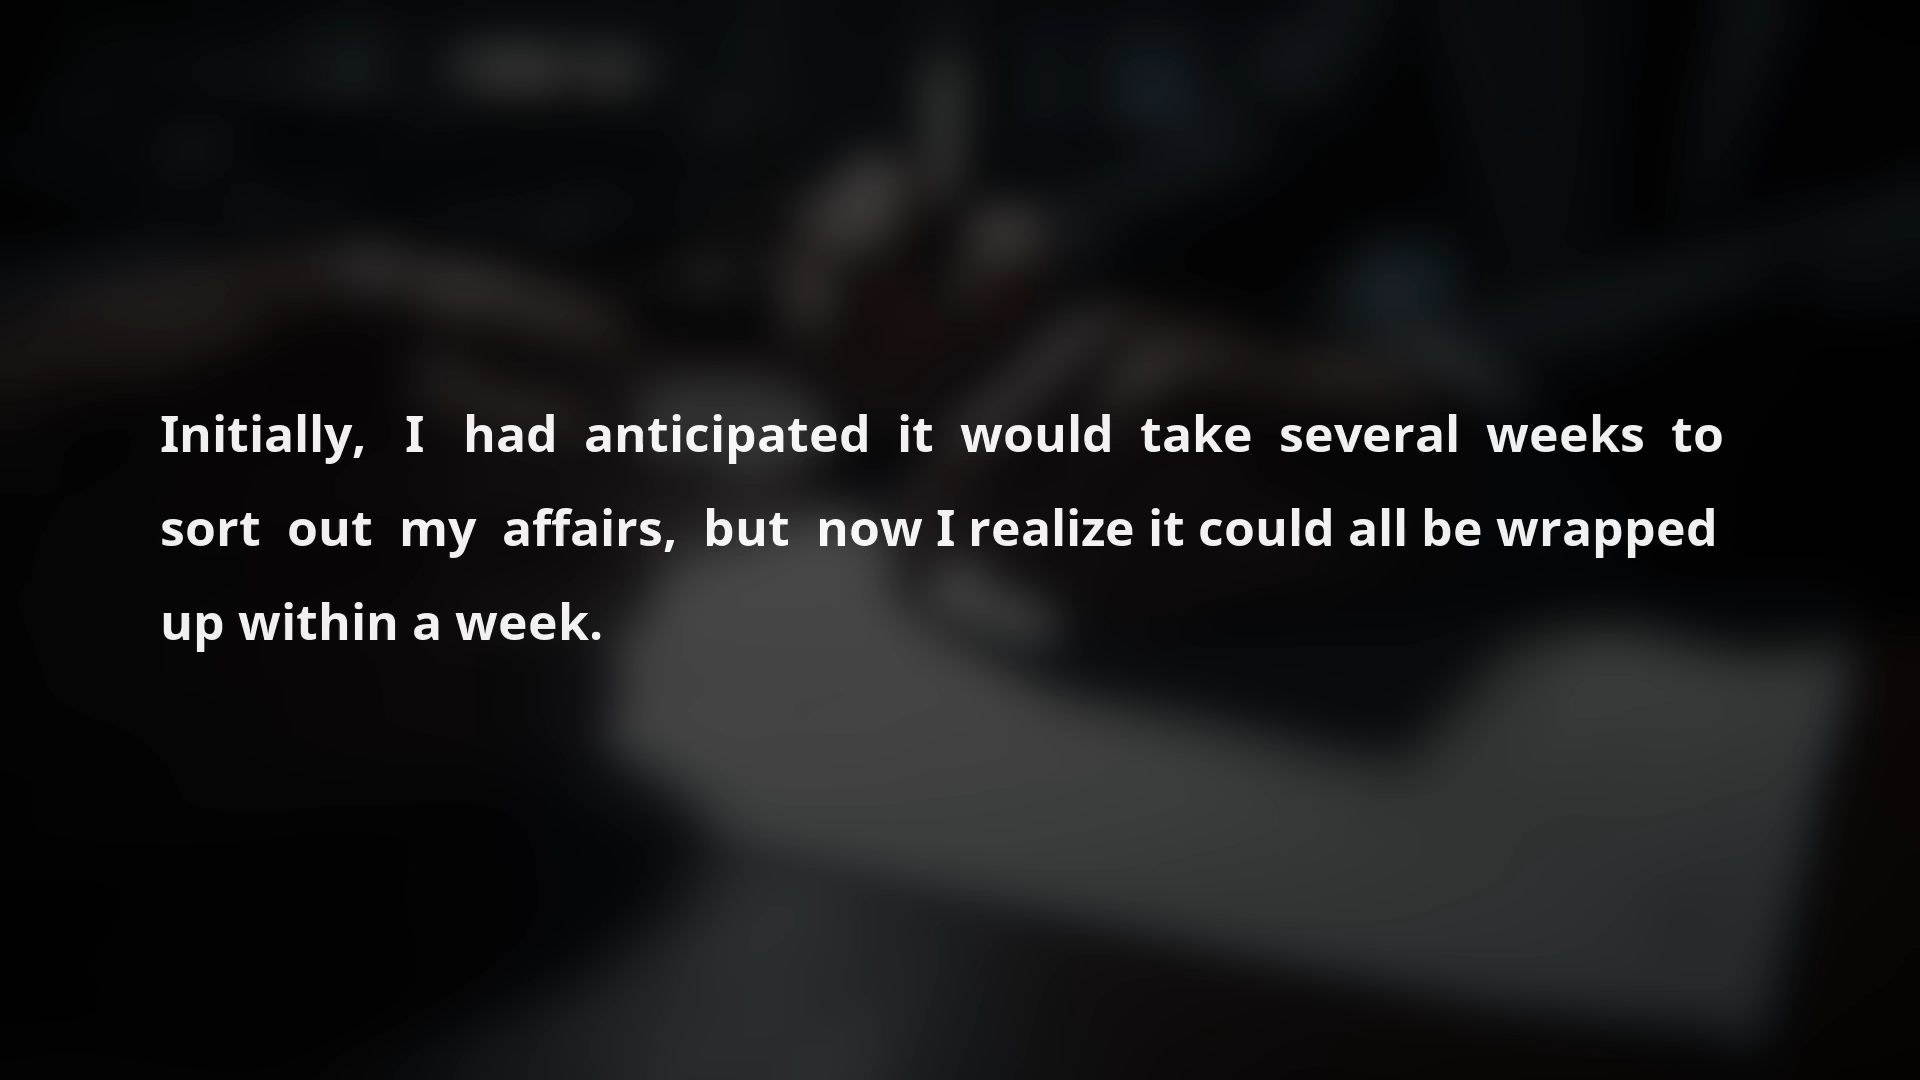 Initially, I had anticipated it would take several weeks to
sort out my affairs, but now I realize it could all be wrapped
up within a week.